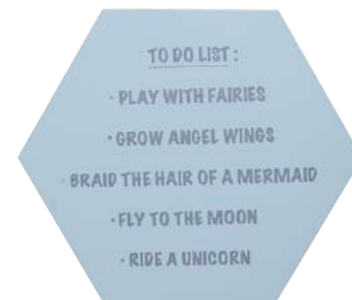 TO DO LIST :
· PLAY WITH FAIRIES
· GROW ANGEL WINGS
· BRAID THE HAIR OF A MERMAID
· FLY TO THE MOON
· RIDE A UNICORN